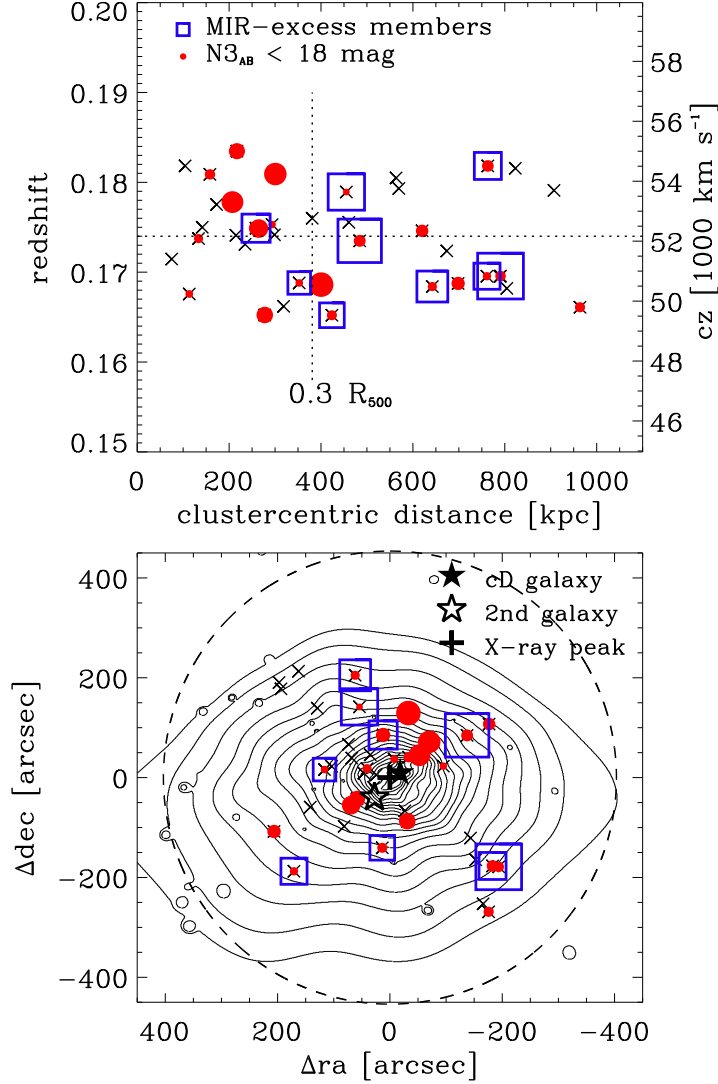 MIR-excess members
N3AB < 18 mag
0.20
0.19
0.18
0.17
0.16
0.15
redshift
58
56
54
52
50
48
46
cz [1000 km s⁻¹]
0.3 R500
0 200 400 600 800 1000
clustercentric distance [kpc]
cD galaxy
2nd galaxy
X-ray peak
400
200
0
−200
−400
Δdec [arcsec]
400 200 0 −200 −400
Δra [arcsec]